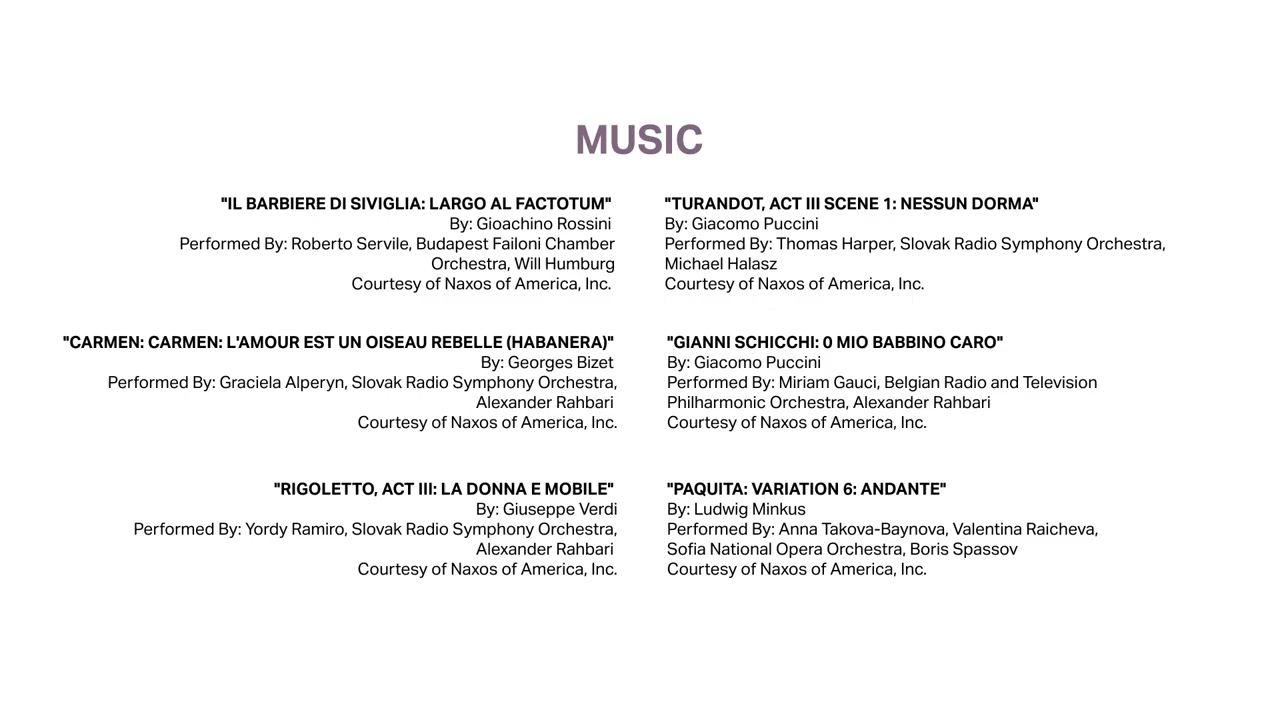 MUSIC
"IL BARBIERE DI SIVIGLIA: LARGO AL FACTOTUM"
By: Gioachino Rossini
Performed By: Roberto Servile, Budapest Failoni Chamber
Orchestra, Will Humburg
Courtesy of Naxos of America, Inc.
"CARMEN: CARMEN: L'AMOUR EST UN OISEAU REBELLE (HABANERA)"
By: Georges Bizet
Performed By: Graciela Alperyn, Slovak Radio Symphony Orchestra,
Alexander Rahbari
Courtesy of Naxos of America, Inc.
"RIGOLETTO, ACT III: LA DONNA E MOBILE"
By: Giuseppe Verdi
Performed By: Yordy Ramiro, Slovak Radio Symphony Orchestra,
Alexander Rahbari
Courtesy of Naxos of America, Inc.
"TURANDOT, ACT III SCENE 1: NESSUN DORMA"
By: Giacomo Puccini
Performed By: Thomas Harper, Slovak Radio Symphony Orchestra,
Michael Halasz
Courtesy of Naxos of America, Inc.
"GIANNI SCHICCHI: 0 MIO BABBINO CARO"
By: Giacomo Puccini
Performed By: Miriam Gauci, Belgian Radio and Television
Philharmonic Orchestra, Alexander Rahbari
Courtesy of Naxos of America, Inc.
"PAQUITA: VARIATION 6: ANDANTE"
By: Ludwig Minkus
Performed By: Anna Takova-Baynova, Valentina Raicheva,
Sofia National Opera Orchestra, Boris Spassov
Courtesy of Naxos of America, Inc.